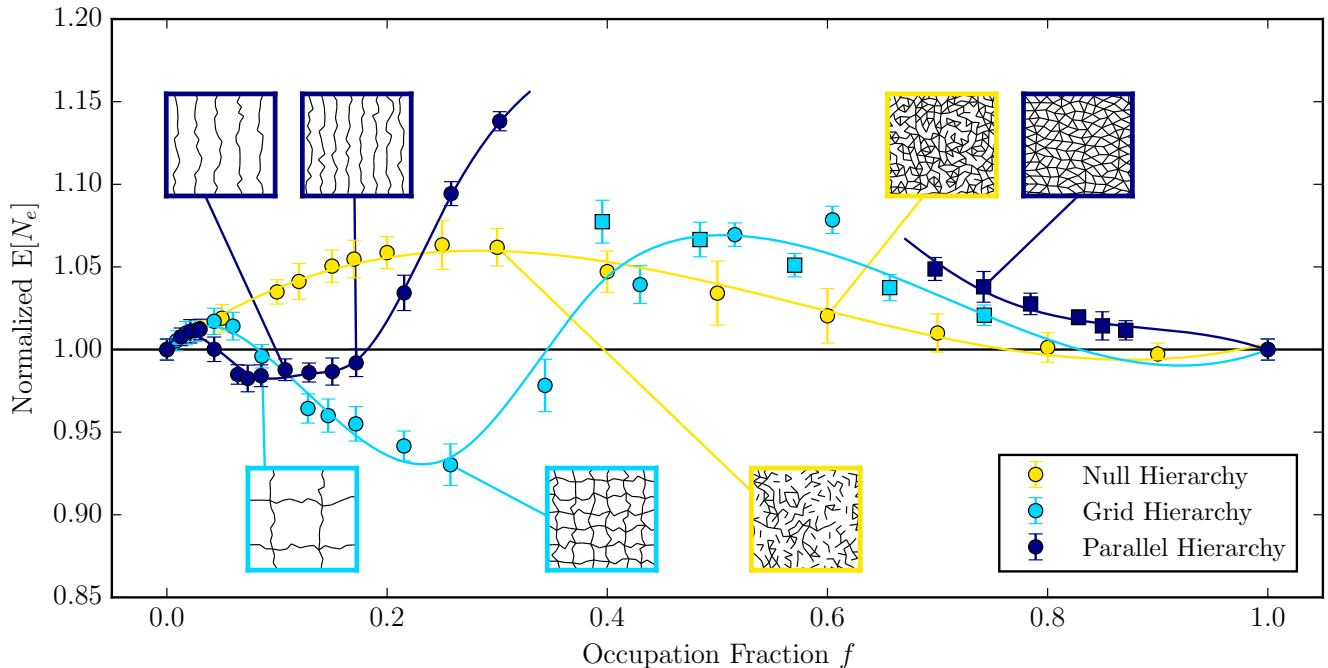 1.20
1.15
1.10
1.05
1.00
0.95
0.90
0.85
Normalized E[N_e]
0.0 0.2 0.4 0.6 0.8 1.0
Occupation Fraction f
Null Hierarchy
Grid Hierarchy
Parallel Hierarchy